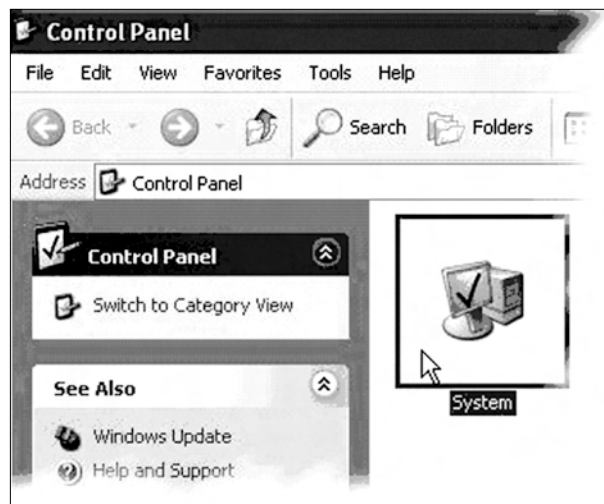 Control Panel
File Edit View Favorites Tools Help
Back Search Folders
Address Control Panel
Control Panel
Switch to Category View
System
See Also
Windows Update
Help and Support